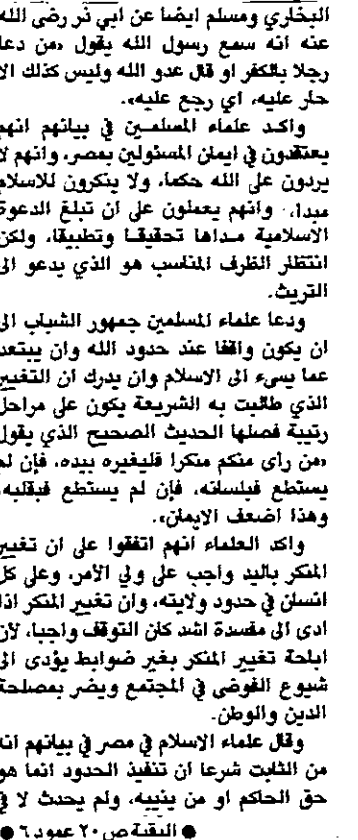 البخاري ومسلم ايضا عن ابي نر رضى الله
عنه انه سمع رسول الله يقول «من دعا
رجلا بالكفر او قال عدو الله وليس كذلك الا
حار عليه، اي رجع عليه».
واكد علماء المسلمين في بيانهم انهم
يعتقدون في ايمان المسئولين بمصر، وانهم لا
يردون على الله حكما، ولا ينكرون للاسلام
مبدا، وانهم يعملون على ان تبلغ الدعوة
الاسلامية مداها تحقيقا وتطبيقا، ولكن
انتظار الظرف المناسب هو الذي يدعو الى
التريث.
ودعا علماء المسلمين جمهور الشباب الى
ان يكون واقفا عند حدود الله وان يبتعد
عما يسيء الى الاسلام وان يدرك ان التغيير
الذي طالبت به الشريعة يكون على مراحل
رتيبة فصلها الحديث الصحيح الذي يقول
«من راى منكم منكرا فليغيره بيده، فإن لم
يستطع فبلسانه، فإن لم يستطع فبقلبه،
وهذا اضعف الايمان».
واكد العلماء انهم اتفقوا على ان تغيير
المنكر باليد واجب على ولي الأمر، وعلى كل
انسان في حدود ولايته، وان تغيير المنكر اذا
ادى الى مفسدة اشد كان التوقف واجبا، لان
اباحة تغيير المنكر بغير ضوابط يؤدى الى
شيوع الفوضى في المجتمع ويضر بمصلحة
الدين والوطن.
وقال علماء الاسلام في مصر في بيانهم انه
من الثابت شرعا ان تنفيذ الحدود انما هو
حق الحاكم او من ينيبه، ولم يحدث لا في
● البقية ص ٢٠ عمود ٦ ●